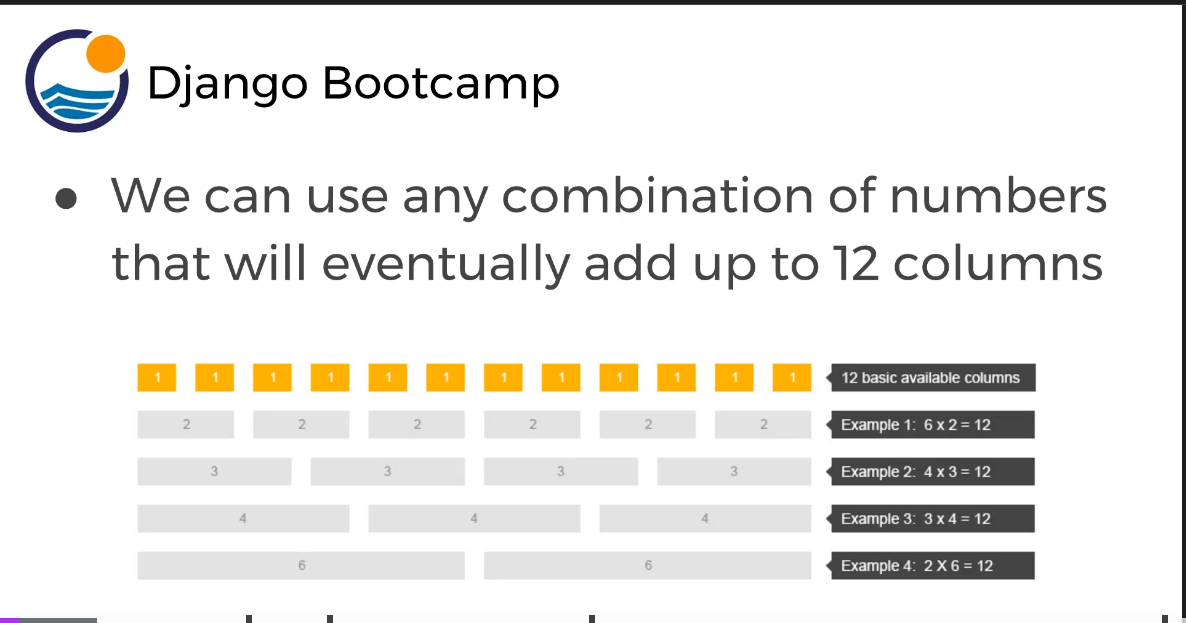 Django Bootcamp
● We can use any combination of numbers
that will eventually add up to 12 columns
1 1 1 1 1 1 1 1 1 1 1 1 12 basic available columns
2 2 2 2 2 2 Example 1: 6 x 2 = 12
3 3 3 3 Example 2: 4 x 3 = 12
4 4 4 Example 3: 3 x 4 = 12
6 6 Example 4: 2 X 6 = 12